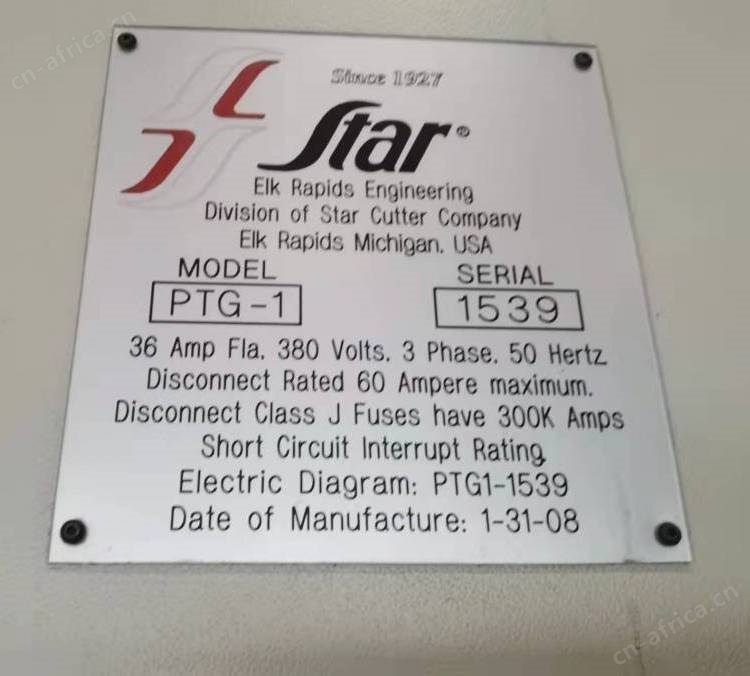 cn-africa.cn
Since 1927
Star®
Elk Rapids Engineering
Division of Star Cutter Company
Elk Rapids Michigan. USA
MODEL SERIAL
PTG-1 1539
36 Amp Fla. 380 Volts. 3 Phase. 50 Hertz
Disconnect Rated 60 Ampere maximum.
Disconnect Class J Fuses have 300K Amps
Short Circuit Interrupt Rating
Electric Diagram: PTG1-1539
Date of Manufacture: 1-31-08
cn-africa.cn